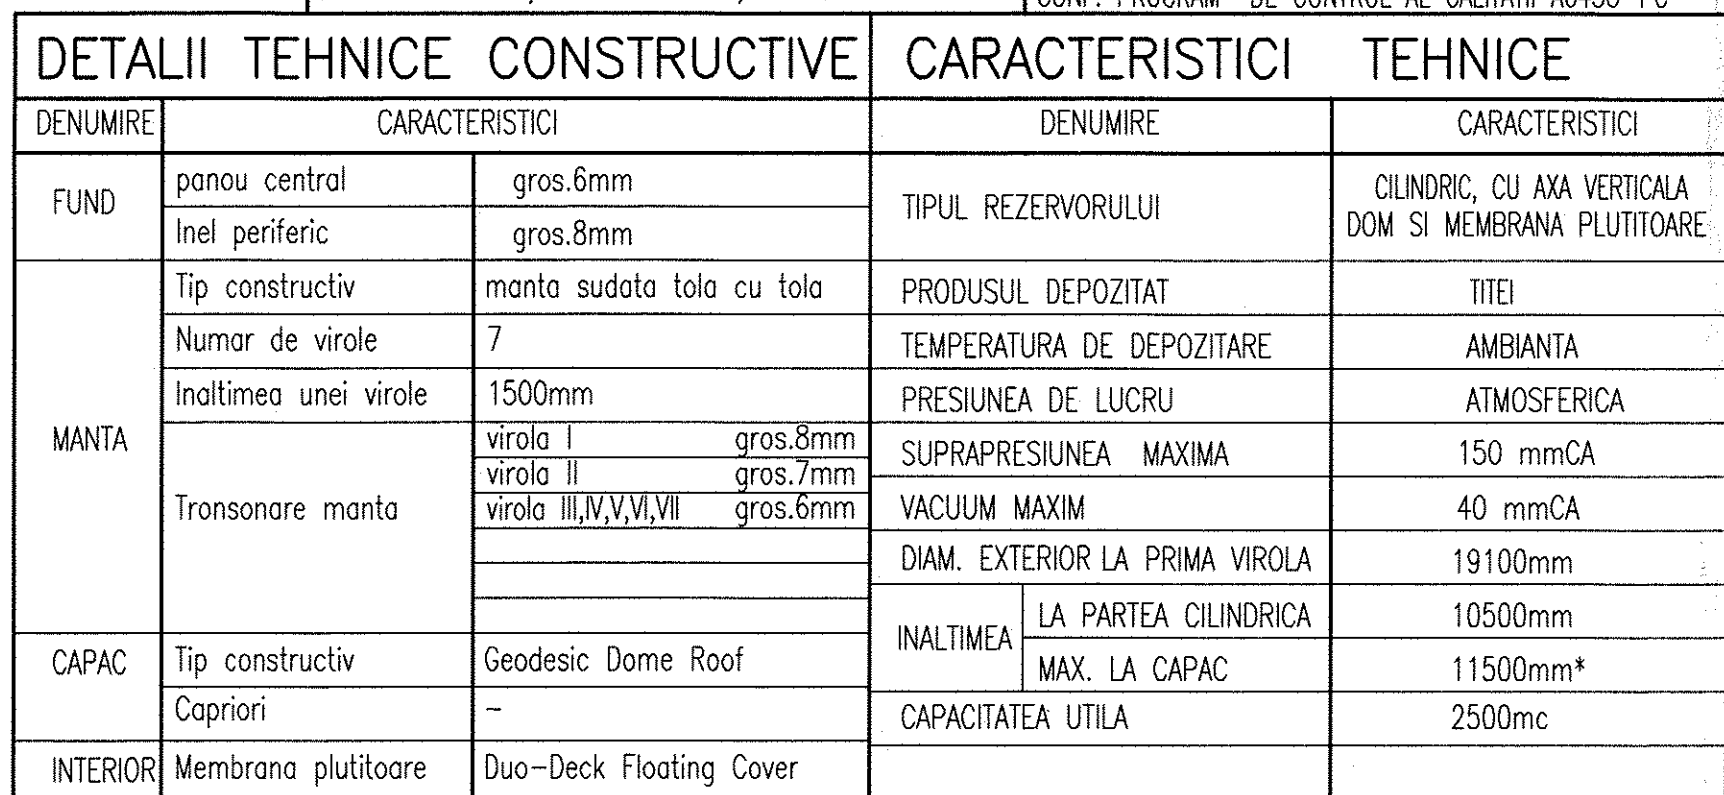 DETALII TEHNICE CONSTRUCTIVE
DENUMIRE CARACTERISTICI
FUND panou central gros.6mm
Inel periferic gros.8mm
MANTA Tip constructiv manta sudata tola cu tola
Numar de virole 7
Inaltimea unei virole 1500mm
Tronsonare manta virola I gros.8mm
virola II gros.7mm
virola III,IV,V,VI,VII gros.6mm
CAPAC Tip constructiv Geodesic Dome Roof
Capriori -
INTERIOR Membrana plutitoare Duo-Deck Floating Cover
CARACTERISTICI TEHNICE
DENUMIRE CARACTERISTICI
TIPUL REZERVORULUI CILINDRIC, CU AXA VERTICALA
DOM SI MEMBRANA PLUTITOARE
PRODUSUL DEPOZITAT TITEI
TEMPERATURA DE DEPOZITARE AMBIANTA
PRESIUNEA DE LUCRU ATMOSFERICA
SUPRAPRESIUNEA MAXIMA 150 mmCA
VACUUM MAXIM 40 mmCA
DIAM. EXTERIOR LA PRIMA VIROLA 19100mm
INALTIMEA LA PARTEA CILINDRICA 10500mm
MAX. LA CAPAC 11500mm*
CAPACITATEA UTILA 2500mc